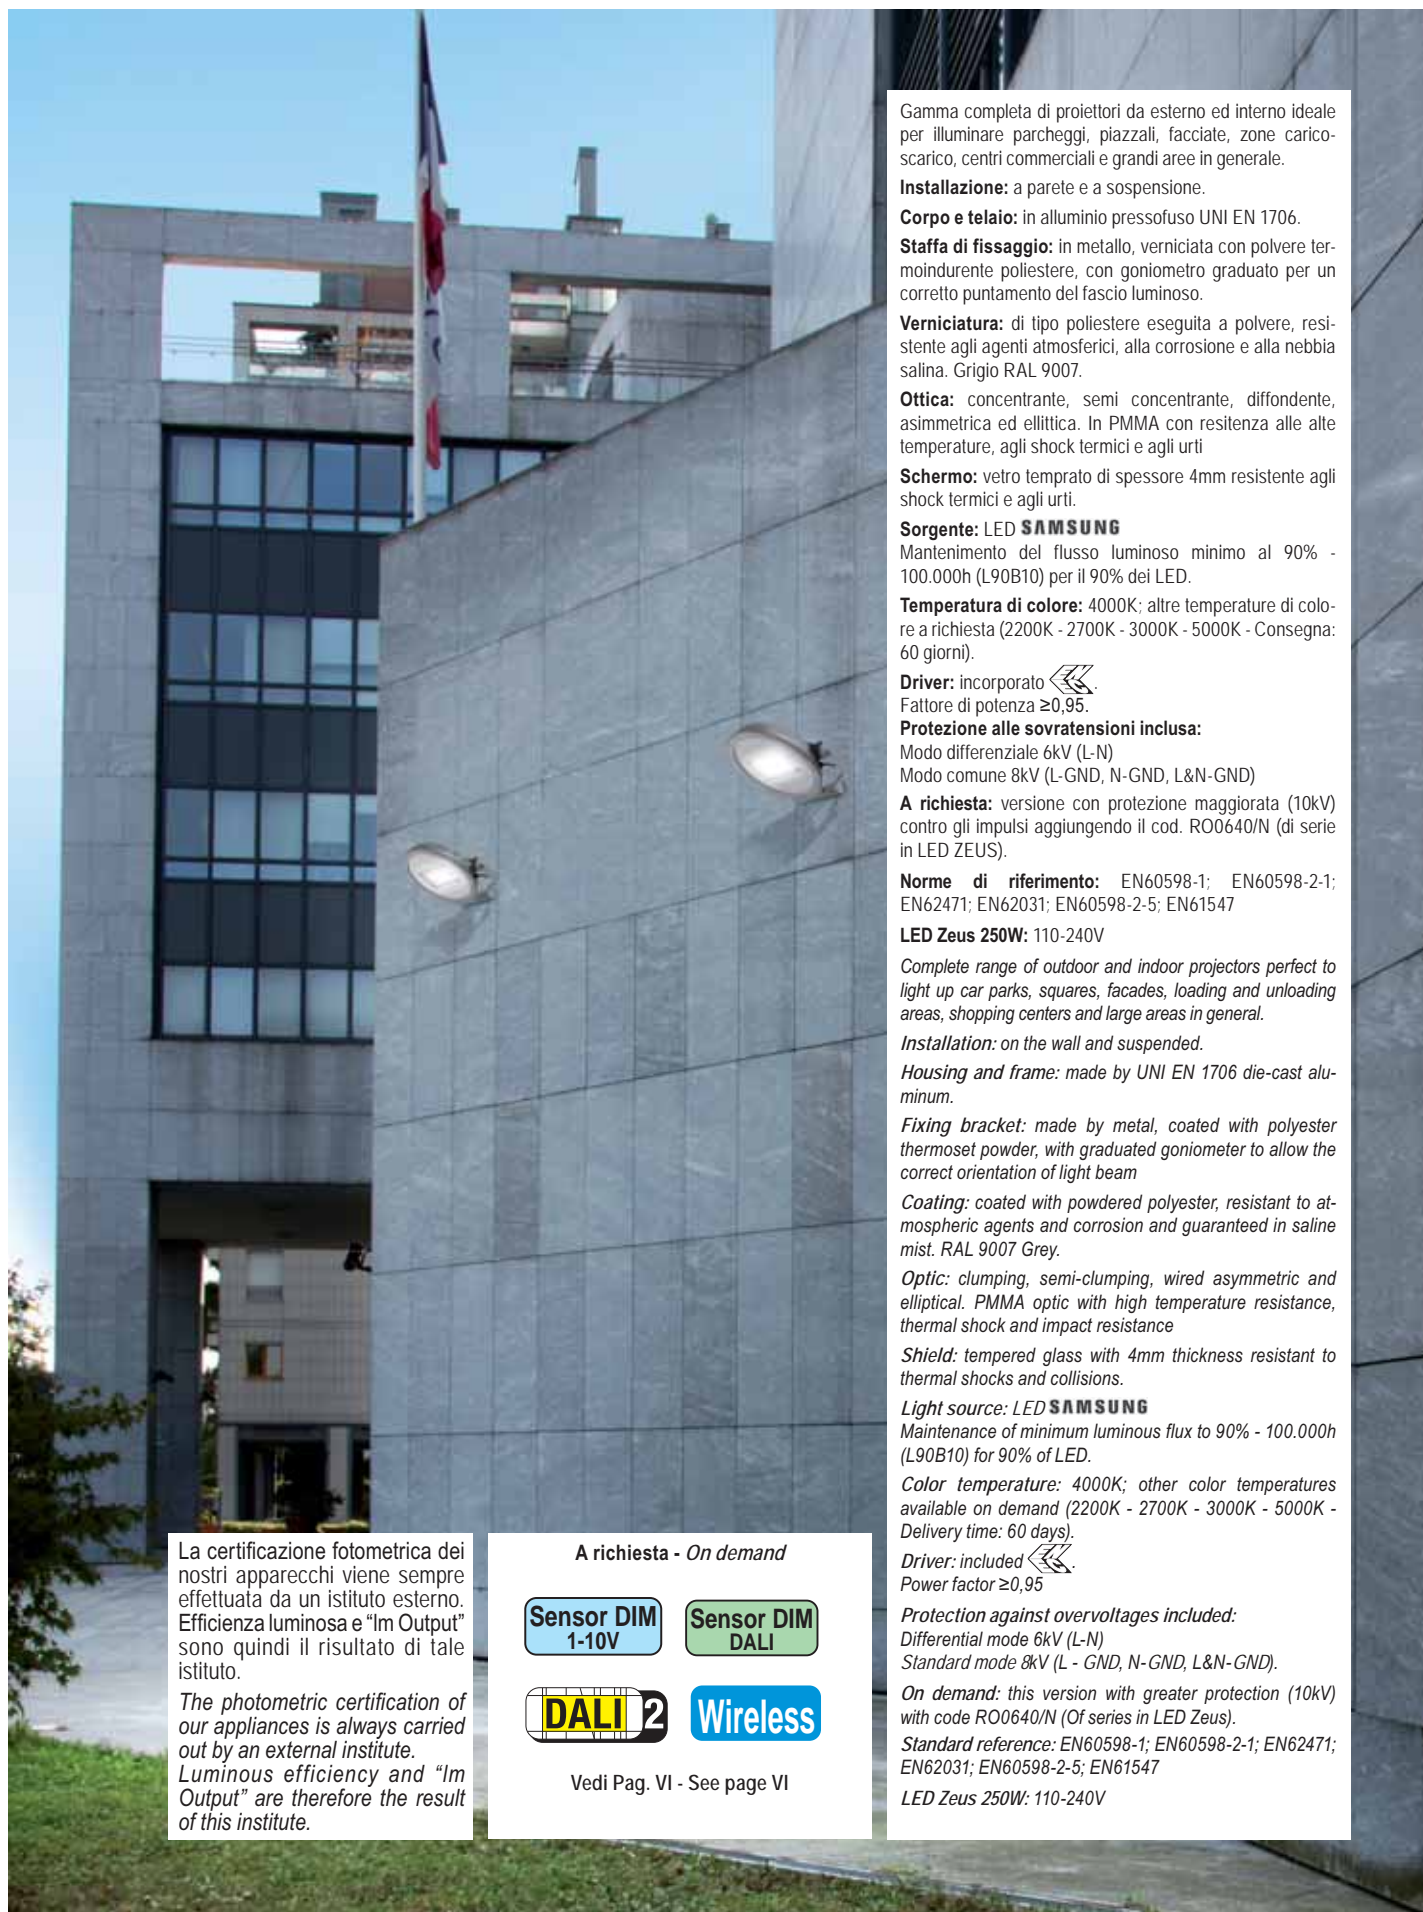 Gamma completa di proiettori da esterno ed interno ideale
per illuminare parcheggi, piazzali, facciate, zone carico-
scarico, centri commerciali e grandi aree in generale.
Installazione: a parete e a sospensione.
Corpo e telaio: in alluminio pressofuso UNI EN 1706.
Staffa di fissaggio: in metallo, verniciata con polvere ter-
moindurente poliestere, con goniometro graduato per un
corretto puntamento del fascio luminoso.
Verniciatura: di tipo poliestere eseguita a polvere, resi-
stente agli agenti atmosferici, alla corrosione e alla nebbia
salina. Grigio RAL 9007.
Ottica: concentrante, semi concentrante, diffondente,
asimmetrica ed ellittica. In PMMA con resitenza alle alte
temperature, agli shock termici e agli urti
Schermo: vetro temprato di spessore 4mm resistente agli
shock termici e agli urti.
Sorgente: LED SAMSUNG
Mantenimento del flusso luminoso minimo al 90% -
100.000h (L90B10) per il 90% dei LED.
Temperatura di colore: 4000K; altre temperature di colo-
re a richiesta (2200K - 2700K - 3000K - 5000K - Consegna:
60 giorni).
Driver: incorporato .
Fattore di potenza ≥0,95.
Protezione alle sovratensioni inclusa:
Modo differenziale 6kV (L-N)
Modo comune 8kV (L-GND, N-GND, L&N-GND)
A richiesta: versione con protezione maggiorata (10kV)
contro gli impulsi aggiungendo il cod. RO0640/N (di serie
in LED ZEUS).
Norme di riferimento: EN60598-1; EN60598-2-1;
EN62471; EN62031; EN60598-2-5; EN61547
LED Zeus 250W: 110-240V
Complete range of outdoor and indoor projectors perfect to
light up car parks, squares, facades, loading and unloading
areas, shopping centers and large areas in general.
Installation: on the wall and suspended.
Housing and frame: made by UNI EN 1706 die-cast alu-
minum.
Fixing bracket: made by metal, coated with polyester
thermoset powder, with graduated goniometer to allow the
correct orientation of light beam
Coating: coated with powdered polyester, resistant to at-
mospheric agents and corrosion and guaranteed in saline
mist. RAL 9007 Grey.
Optic: clumping, semi-clumping, wired asymmetric and
elliptical. PMMA optic with high temperature resistance,
thermal shock and impact resistance
Shield: tempered glass with 4mm thickness resistant to
thermal shocks and collisions.
Light source: LED SAMSUNG
Maintenance of minimum luminous flux to 90% - 100.000h
(L90B10) for 90% of LED.
Color temperature: 4000K; other color temperatures
available on demand (2200K - 2700K - 3000K - 5000K -
Delivery time: 60 days).
Driver: included .
Power factor ≥0,95
Protection against overvoltages included:
Differential mode 6kV (L-N)
Standard mode 8kV (L - GND, N-GND, L&N-GND).
On demand: this version with greater protection (10kV)
with code RO0640/N (Of series in LED Zeus).
Standard reference: EN60598-1; EN60598-2-1; EN62471;
EN62031; EN60598-2-5; EN61547
LED Zeus 250W: 110-240V
La certificazione fotometrica dei
nostri apparecchi viene sempre
effettuata da un istituto esterno.
Efficienza luminosa e “lm Output”
sono quindi il risultato di tale
istituto.
The photometric certification of
our appliances is always carried
out by an external institute.
Luminous efficiency and “lm
Output” are therefore the result
of this institute.
A richiesta - On demand
Sensor DIM
1-10V
Sensor DIM
DALI
DALI 2
Wireless
Vedi Pag. VI - See page VI